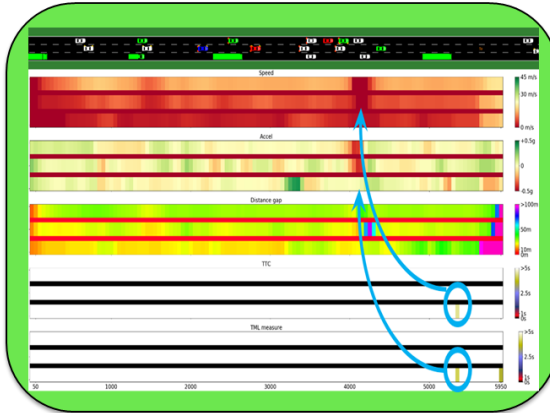 Speed
45 m/s
30 m/s
0 m/s
Accel
+0.5g
0
-0.5g
Distance gap
>100m
50m
10m
0m
TTC
>5s
2.5s
1s
0s
TML measure
>5s
2.5s
1s
0s
50 1000 2000 3000 4000 5000 5950